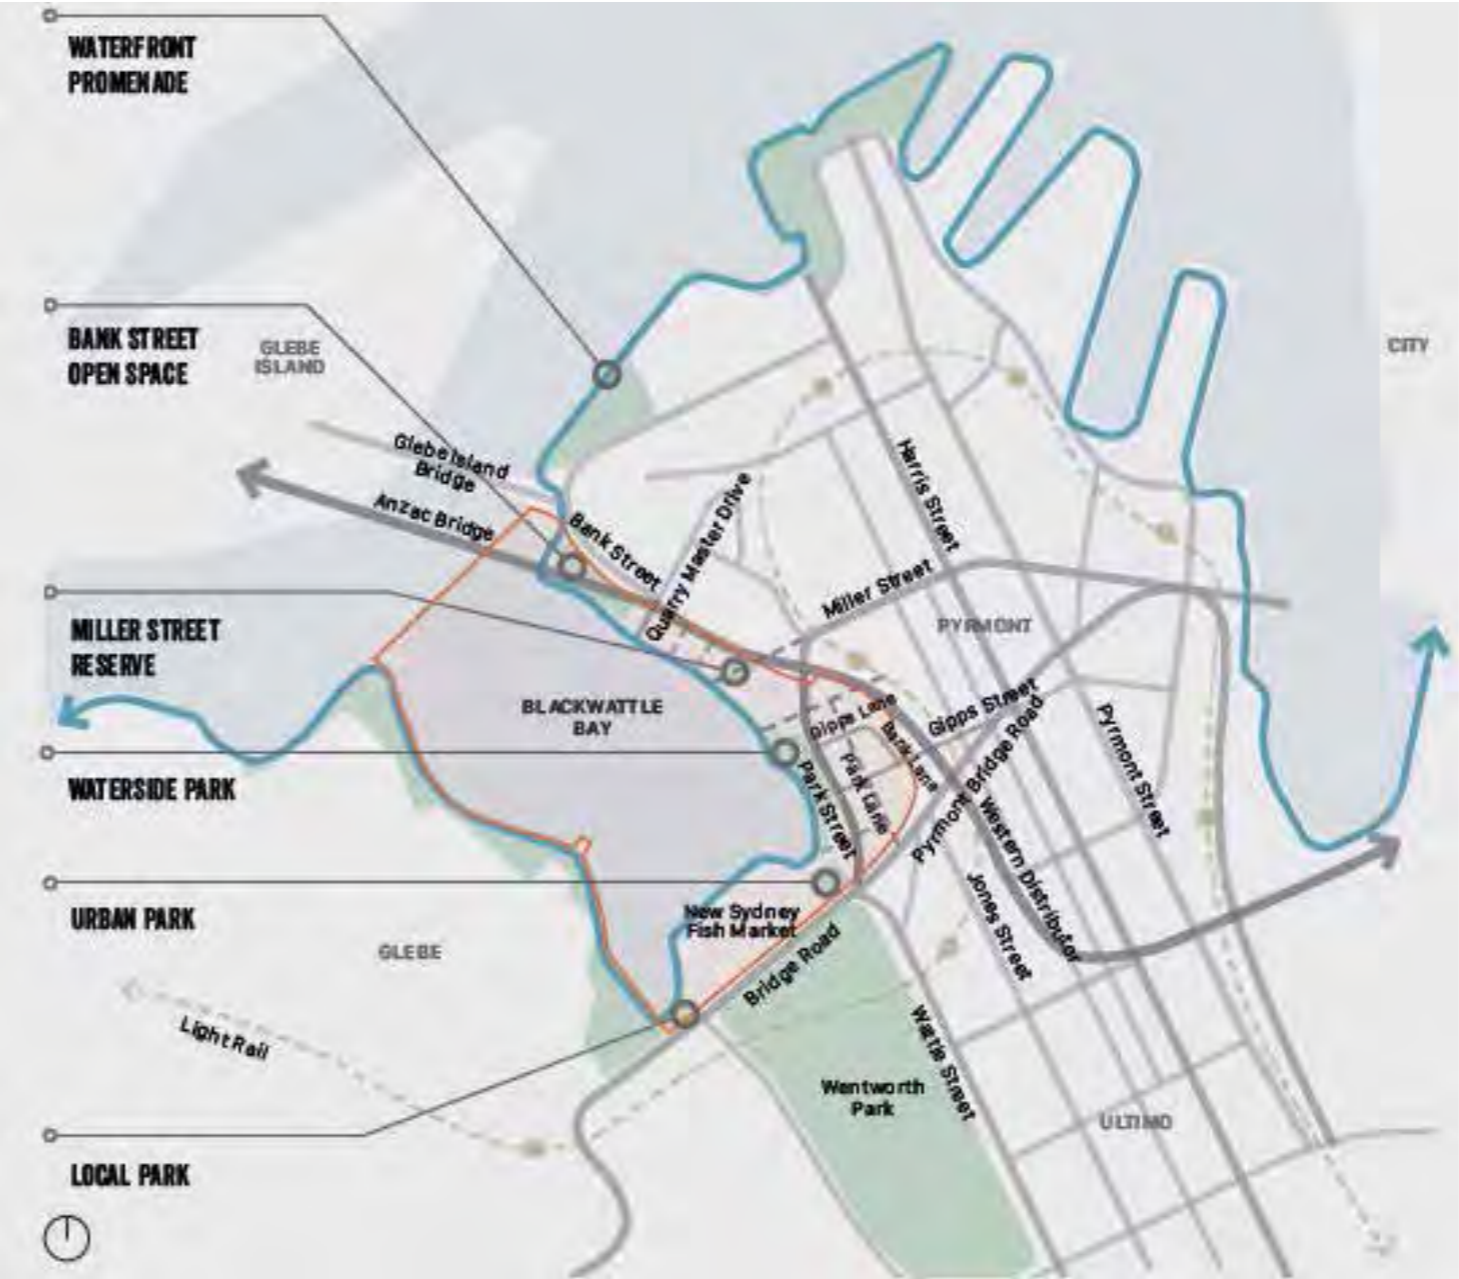 WATERFRONT
PROMENADE
BANK STREET
OPEN SPACE
GLEBE
ISLAND
CITY
Glebe Island
Bridge
Anzac Bridge
Bank Street
Quarry Master Drive
Harris Street
Miller Street
PYRMONT
MILLER STREET
RESERVE
BLACKWATTLE
BAY
Gipps Lane
Gipps Street
Bank Lane
Park Lane
Park Street
Pyrmont Bridge Road
Pyrmont Street
WATERSIDE PARK
Western Distributor
Jones Street
URBAN PARK
New Sydney
Fish Market
GLEBE
Bridge Road
Light Rail
Wattle Street
Wentworth
Park
ULTIMO
LOCAL PARK